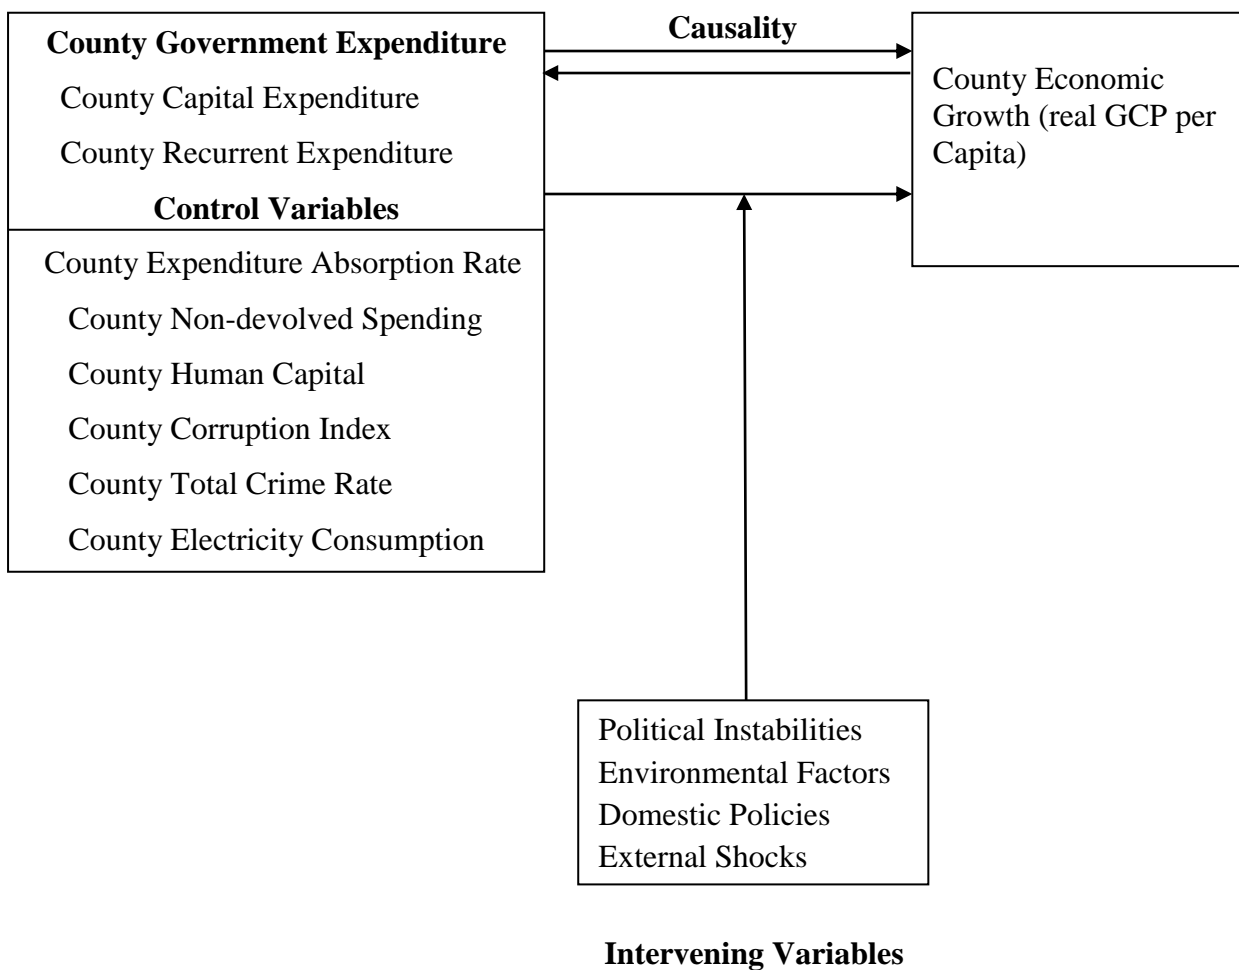 County Government Expenditure
County Capital Expenditure
County Recurrent Expenditure
Control Variables
County Expenditure Absorption Rate
County Non-devolved Spending
County Human Capital
County Corruption Index
County Total Crime Rate
County Electricity Consumption
Causality
County Economic
Growth (real GCP per
Capita)
Political Instabilities
Environmental Factors
Domestic Policies
External Shocks
Intervening Variables